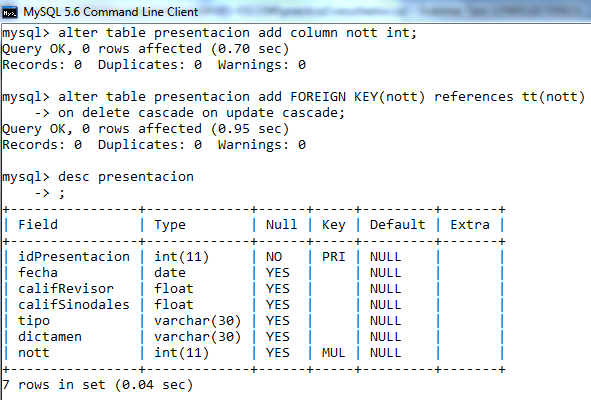 MySQL 5.6 Command Line Client
mysql> alter table presentacion add column nott int;
Query OK, 0 rows affected (0.70 sec)
Records: 0  Duplicates: 0  Warnings: 0
mysql> alter table presentacion add FOREIGN KEY(nott) references tt(nott)
    -> on delete cascade on update cascade;
Query OK, 0 rows affected (0.95 sec)
Records: 0  Duplicates: 0  Warnings: 0
mysql> desc presentacion
    -> ;
+----------------+-------------+------+-----+---------+-------+
| Field          | Type        | Null | Key | Default | Extra |
+----------------+-------------+------+-----+---------+-------+
| idPresentacion | int(11)     | NO   | PRI | NULL    |       |
| fecha          | date        | YES  |     | NULL    |       |
| califRevisor   | float       | YES  |     | NULL    |       |
| califSinodales | float       | YES  |     | NULL    |       |
| tipo           | varchar(30) | YES  |     | NULL    |       |
| dictamen       | varchar(30) | YES  |     | NULL    |       |
| nott           | int(11)     | YES  | MUL | NULL    |       |
+----------------+-------------+------+-----+---------+-------+
7 rows in set (0.04 sec)